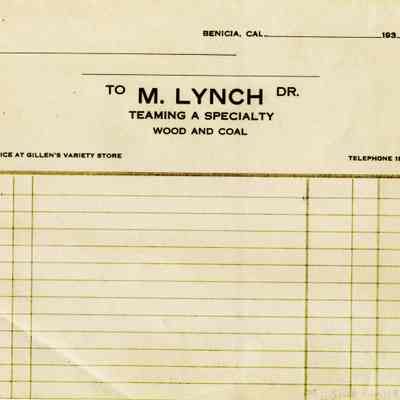 BENICIA, CAL. 193
TO M. LYNCH DR.
TEAMING A SPECIALTY
WOOD AND COAL
ICE AT GILLEN'S VARIETY STORE TELEPHONE